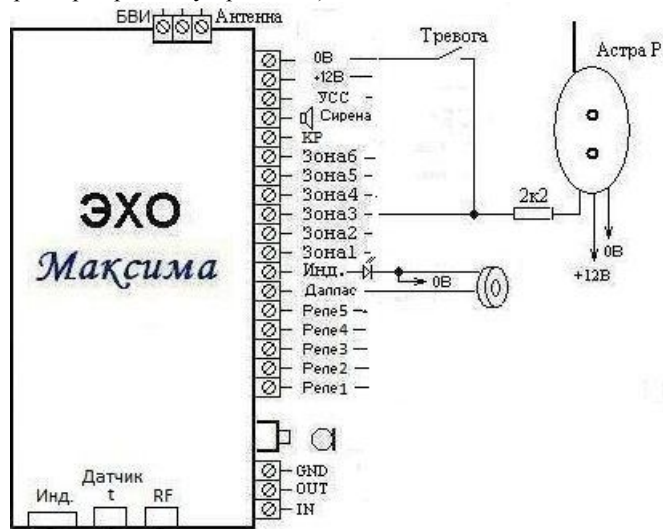 БВИ Антенна
0В
+12В
УСС
Сирена
КР
Зона6
Зона5
Зона4
Зона3
Зона2
Зона1
Инд.
Даллас
Реле5
Реле4
Реле3
Реле2
Реле1
GND
OUT
IN
ЭХО
Максима
Датчик
Инд. t RF
Тревога
Астра Р
2к2
0В
+12В
0В